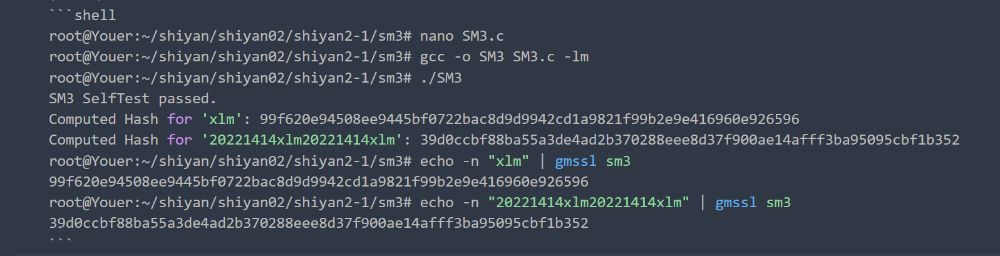 ```shell
root@Youer:~/shiyan/shiyan02/shiyan2-1/sm3# nano SM3.c
root@Youer:~/shiyan/shiyan02/shiyan2-1/sm3# gcc -o SM3 SM3.c -lm
root@Youer:~/shiyan/shiyan02/shiyan2-1/sm3# ./SM3
SM3 SelfTest passed.
Computed Hash for 'xlm': 99f620e94508ee9445bf0722bac8d9d9942cd1a9821f99b2e9e416960e926596
Computed Hash for '20221414xlm20221414xlm': 39d0ccbf88ba55a3de4ad2b370288eee8d37f900ae14afff3ba95095cbf1b352
root@Youer:~/shiyan/shiyan02/shiyan2-1/sm3# echo -n "xlm" | gmssl sm3
99f620e94508ee9445bf0722bac8d9d9942cd1a9821f99b2e9e416960e926596
root@Youer:~/shiyan/shiyan02/shiyan2-1/sm3# echo -n "20221414xlm20221414xlm" | gmssl sm3
39d0ccbf88ba55a3de4ad2b370288eee8d37f900ae14afff3ba95095cbf1b352
```